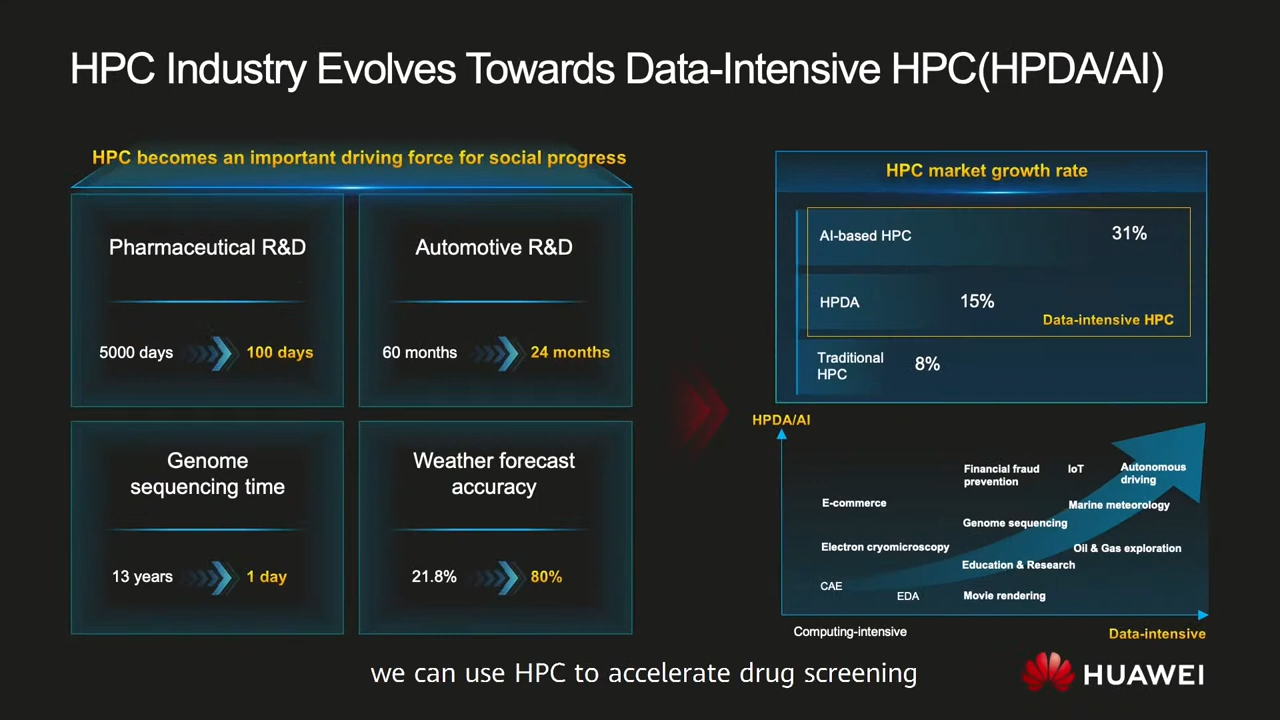 HPC Industry Evolves Towards Data-Intensive HPC(HPDA/AI)
HPC becomes an important driving force for social progress
Pharmaceutical R&D
5000 days
100 days
Automotive R&D
60 months
24 months
Genome
sequencing time
13 years
1 day
Weather forecast
accuracy
21.8%
80%
HPC market growth rate
AI-based HPC
31%
HPDA
15%
Data-intensive HPC
Traditional
HPC
8%
HPDA/AI
Financial fraud
prevention
IoT
Autonomous
driving
E-commerce
Marine meteorology
Genome sequencing
Electron cryomicroscopy
Oil & Gas exploration
Education & Research
CAE
EDA
Movie rendering
Computing-intensive
Data-intensive
we can use HPC to accelerate drug screening
HUAWEI